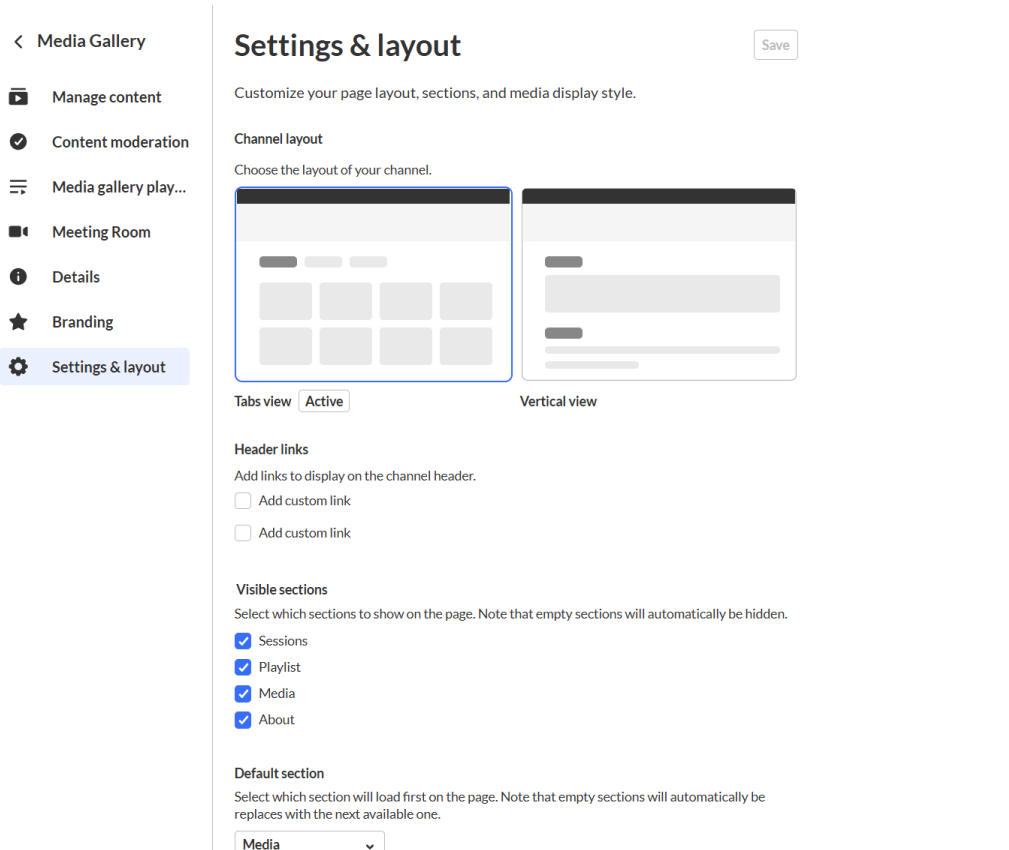 Media Gallery
Manage content
Content moderation
Media gallery play...
Meeting Room
Details
Branding
Settings & layout
Settings & layout
Save
Customize your page layout, sections, and media display style.
Channel layout
Choose the layout of your channel.
Tabs view
Active
Vertical view
Header links
Add links to display on the channel header.
Add custom link
Add custom link
Visible sections
Select which sections to show on the page. Note that empty sections will automatically be hidden.
Sessions
Playlist
Media
About
Default section
Select which section will load first on the page. Note that empty sections will automatically be
replaces with the next available one.
Media